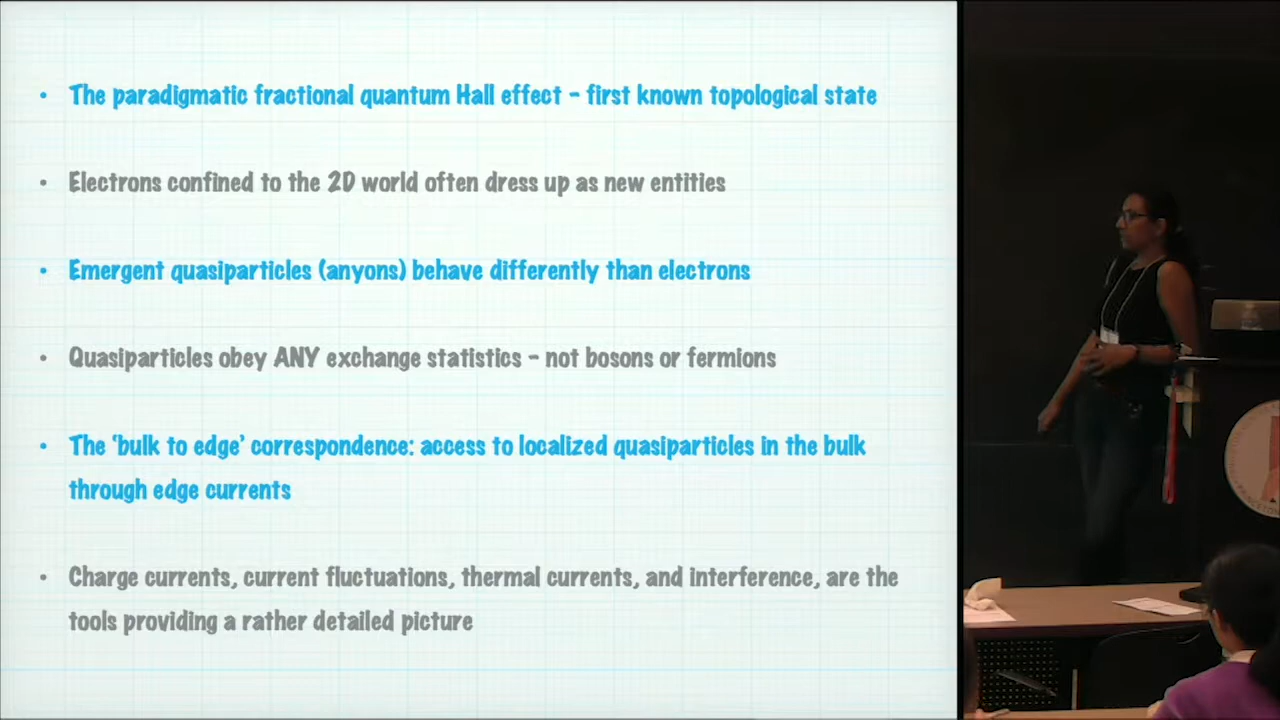 • The paradigmatic fractional quantum Hall effect – first known topological state
• Electrons confined to the 2D world often dress up as new entities
• Emergent quasiparticles (anyons) behave differently than electrons
• Quasiparticles obey ANY exchange statistics – not bosons or fermions
• The 'bulk to edge' correspondence: access to localized quasiparticles in the bulk
through edge currents
• Charge currents, current fluctuations, thermal currents, and interference, are the
tools providing a rather detailed picture